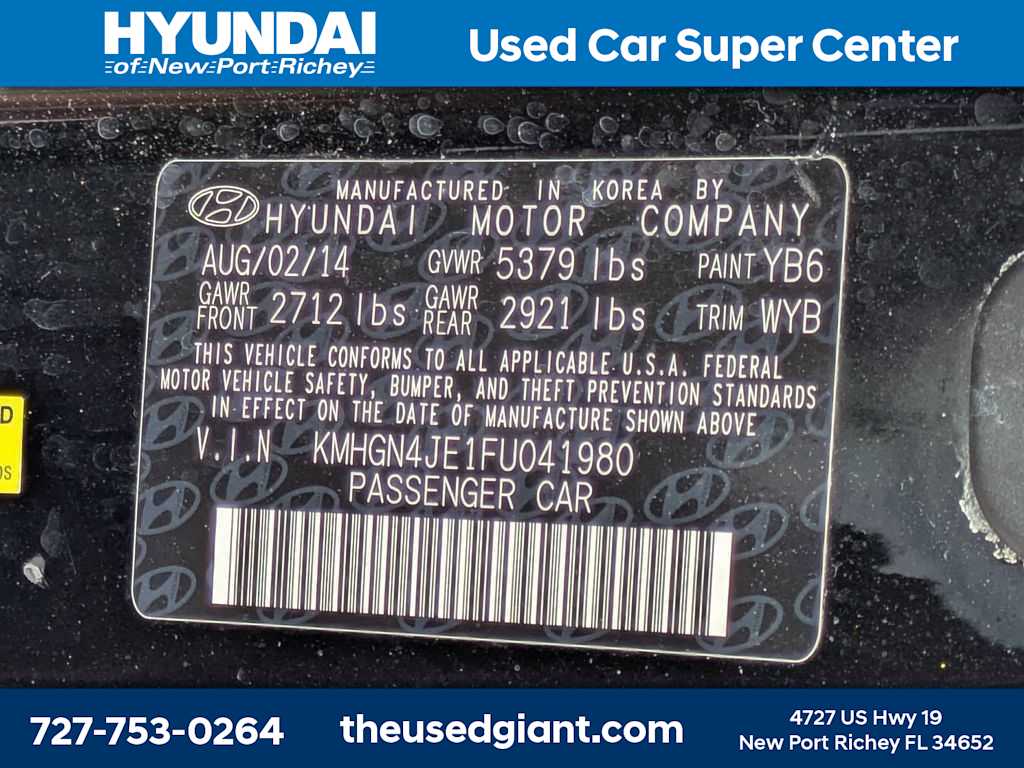 HYUNDAI
of New Port Richey
Used Car Super Center
MANUFACTURED IN KOREA BY
HYUNDAI MOTOR COMPANY
AUG/02/14 GVWR 5379 lbs PAINT YB6
GAWR FRONT 2712 lbs GAWR REAR 2921 lbs TRIM WYB
THIS VEHICLE CONFORMS TO ALL APPLICABLE U.S.A. FEDERAL
MOTOR VEHICLE SAFETY, BUMPER, AND THEFT PREVENTION STANDARDS
IN EFFECT ON THE DATE OF MANUFACTURE SHOWN ABOVE
V.I.N KMHGN4JE1FU041980
PASSENGER CAR
727-753-0264
theusedgiant.com
4727 US Hwy 19
New Port Richey FL 34652